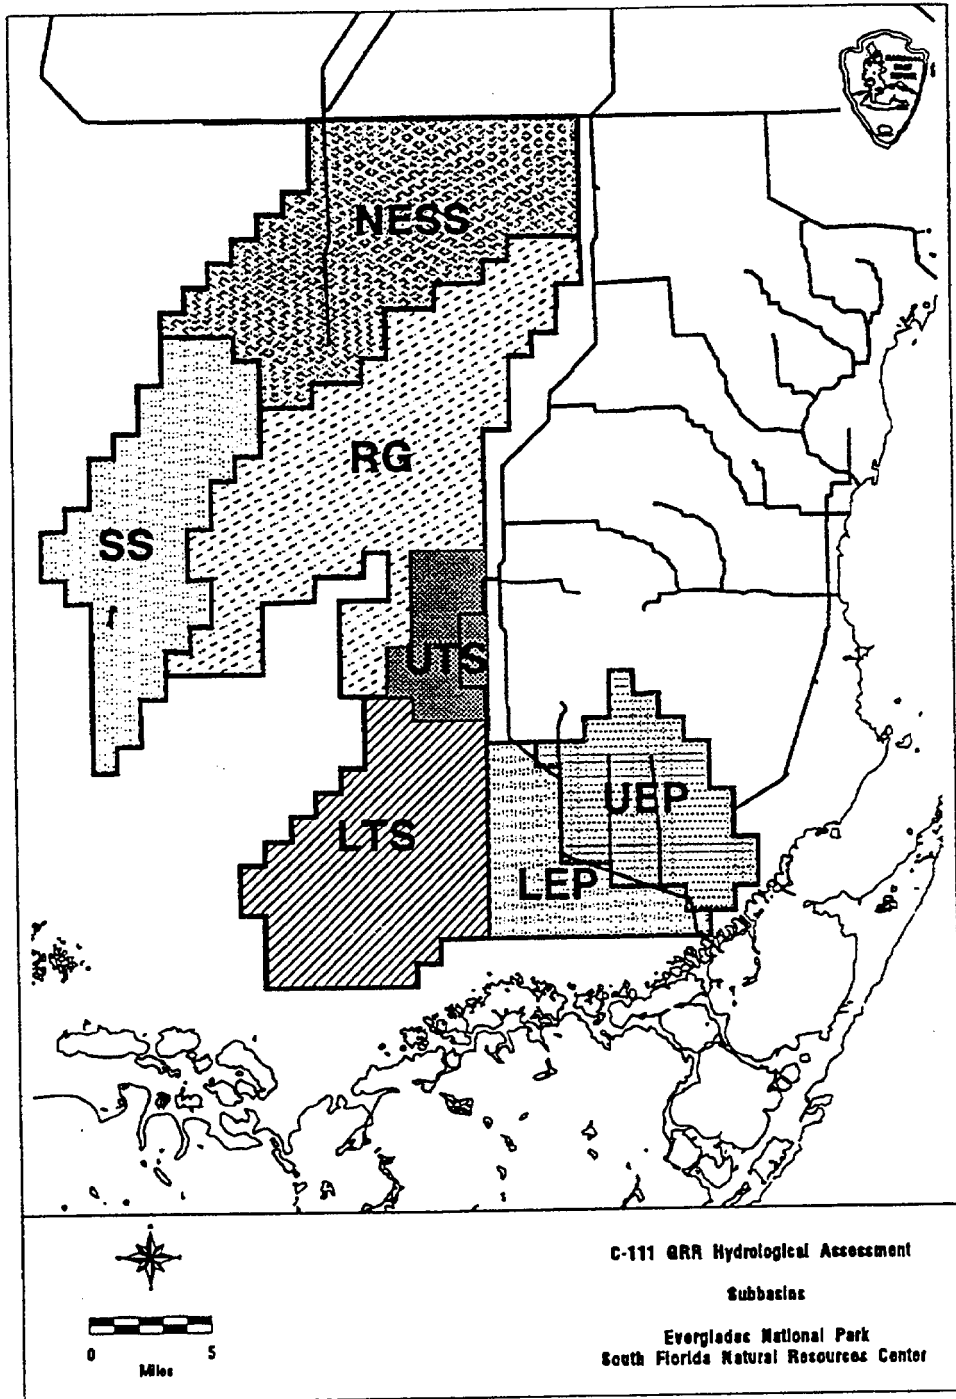 NESS
RG
SS
UTS
UEP
LTS
LEP
C-111 GRR Hydrological Assessment
Subbasins
Everglades National Park
South Florida Natural Resources Center
0 5
Miles